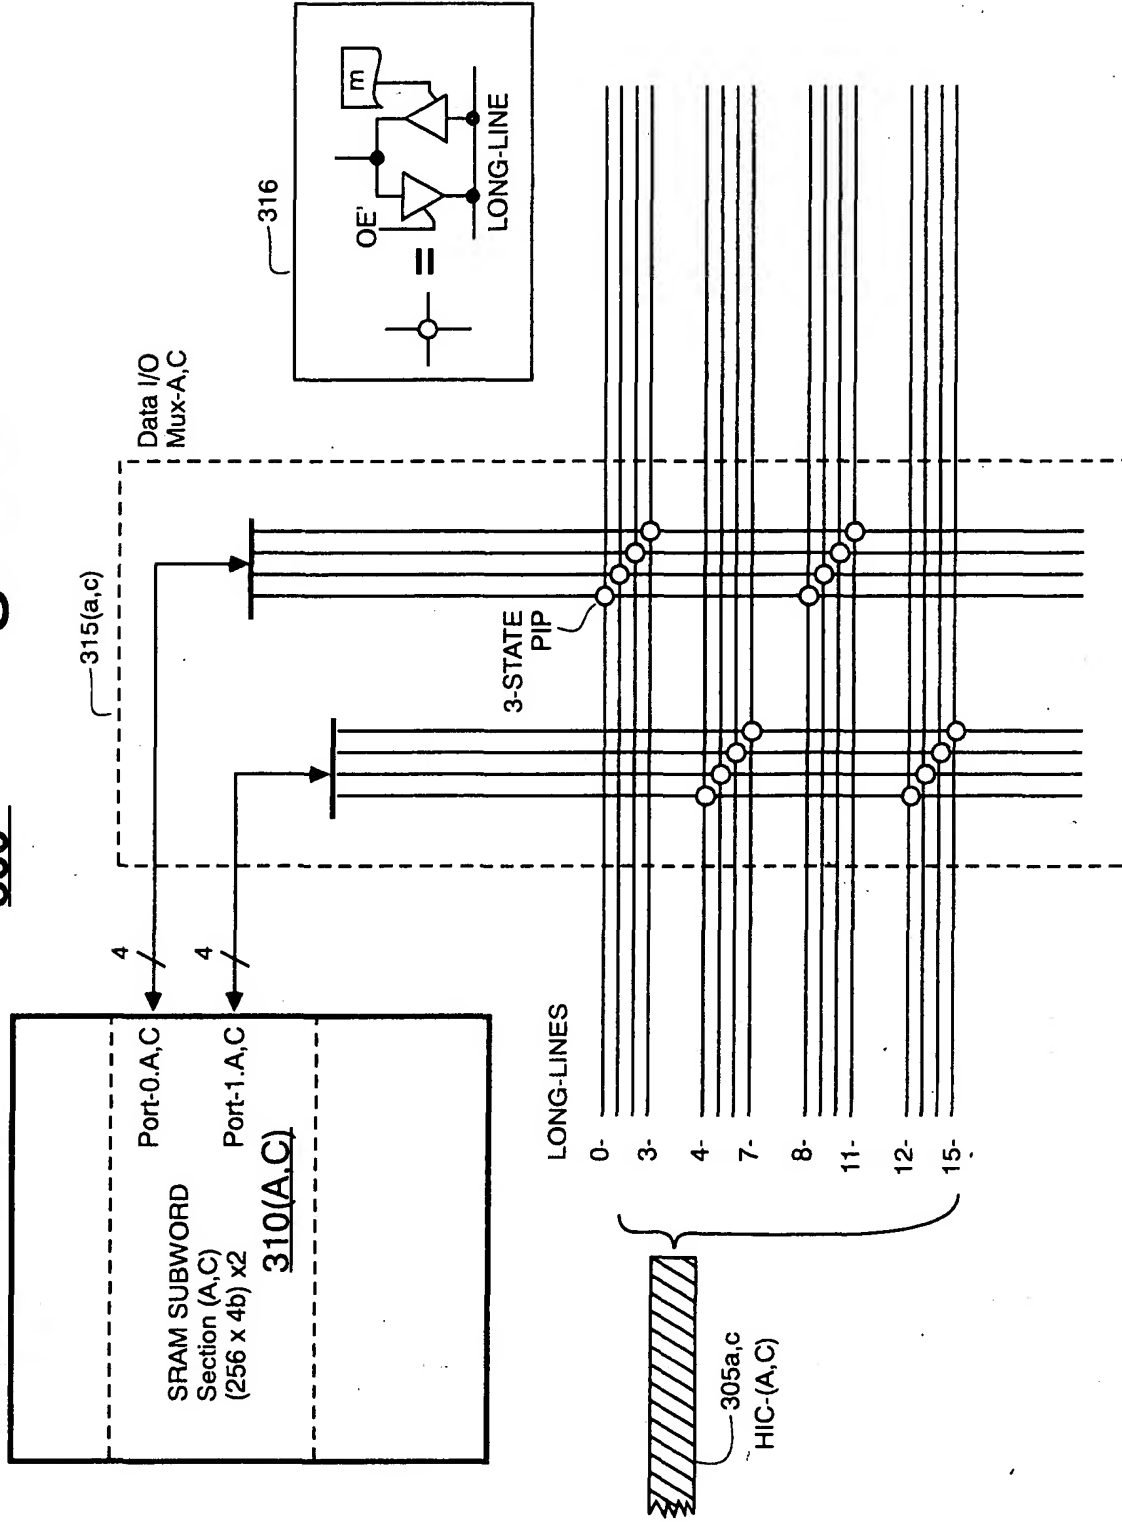 315(a,c)
Data I/O
Mux-A,C
316
OE'
m
=
LONG-LINE
4
4
Port-0.A,C
Port-1.A,C
SRAM SUBWORD
Section (A,C)
(256 x 4b) x2
310(A,C)
3-STATE
PIP
LONG-LINES
0-
3-
4-
7-
8-
11-
12-
15-
305a,c
HIC-(A,C)